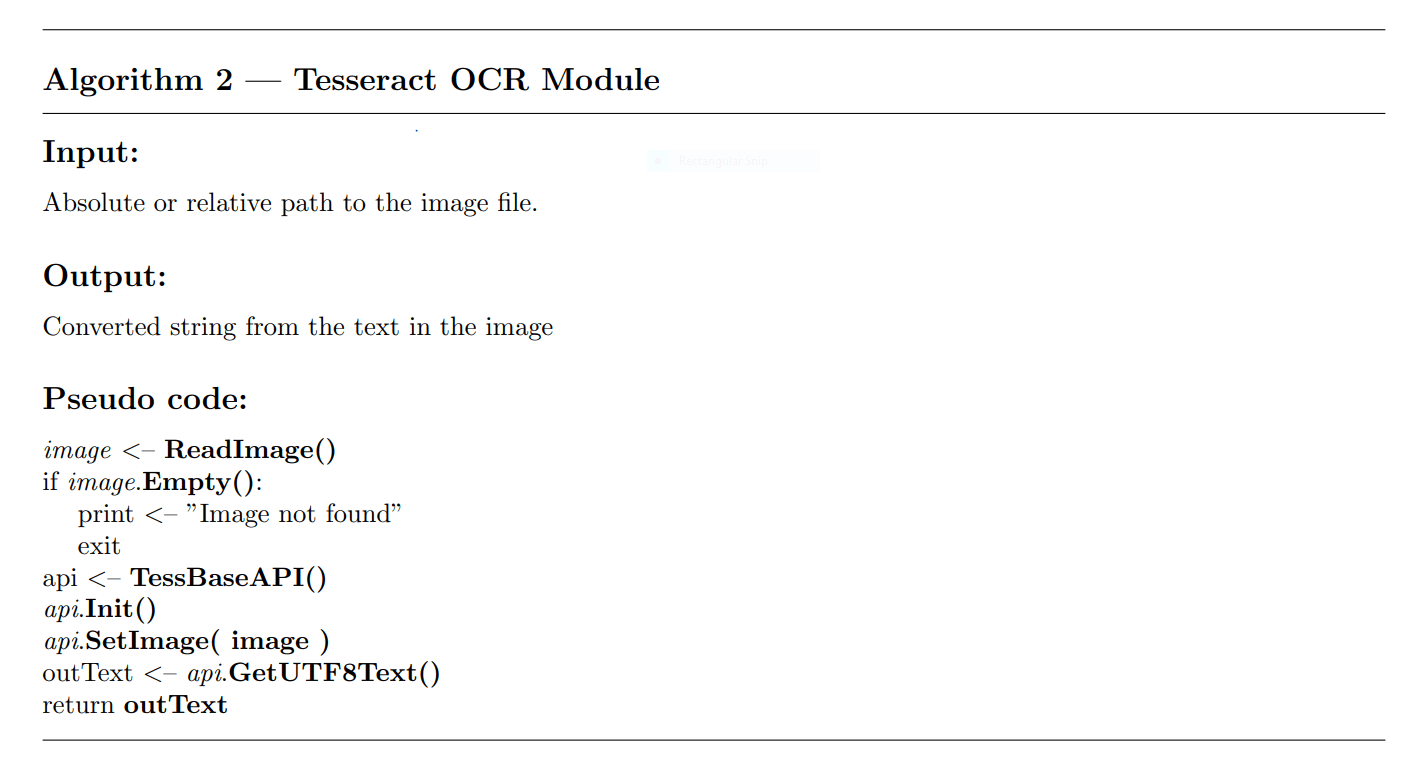 Algorithm 2 — Tesseract OCR Module
Input:
Rectangular Snip
Absolute or relative path to the image file.
Output:
Converted string from the text in the image
Pseudo code:
image <– ReadImage()
if image.Empty():
print <– ”Image not found”
exit
api <– TessBaseAPI()
api.Init()
api.SetImage( image )
outText <– api.GetUTF8Text()
return outText